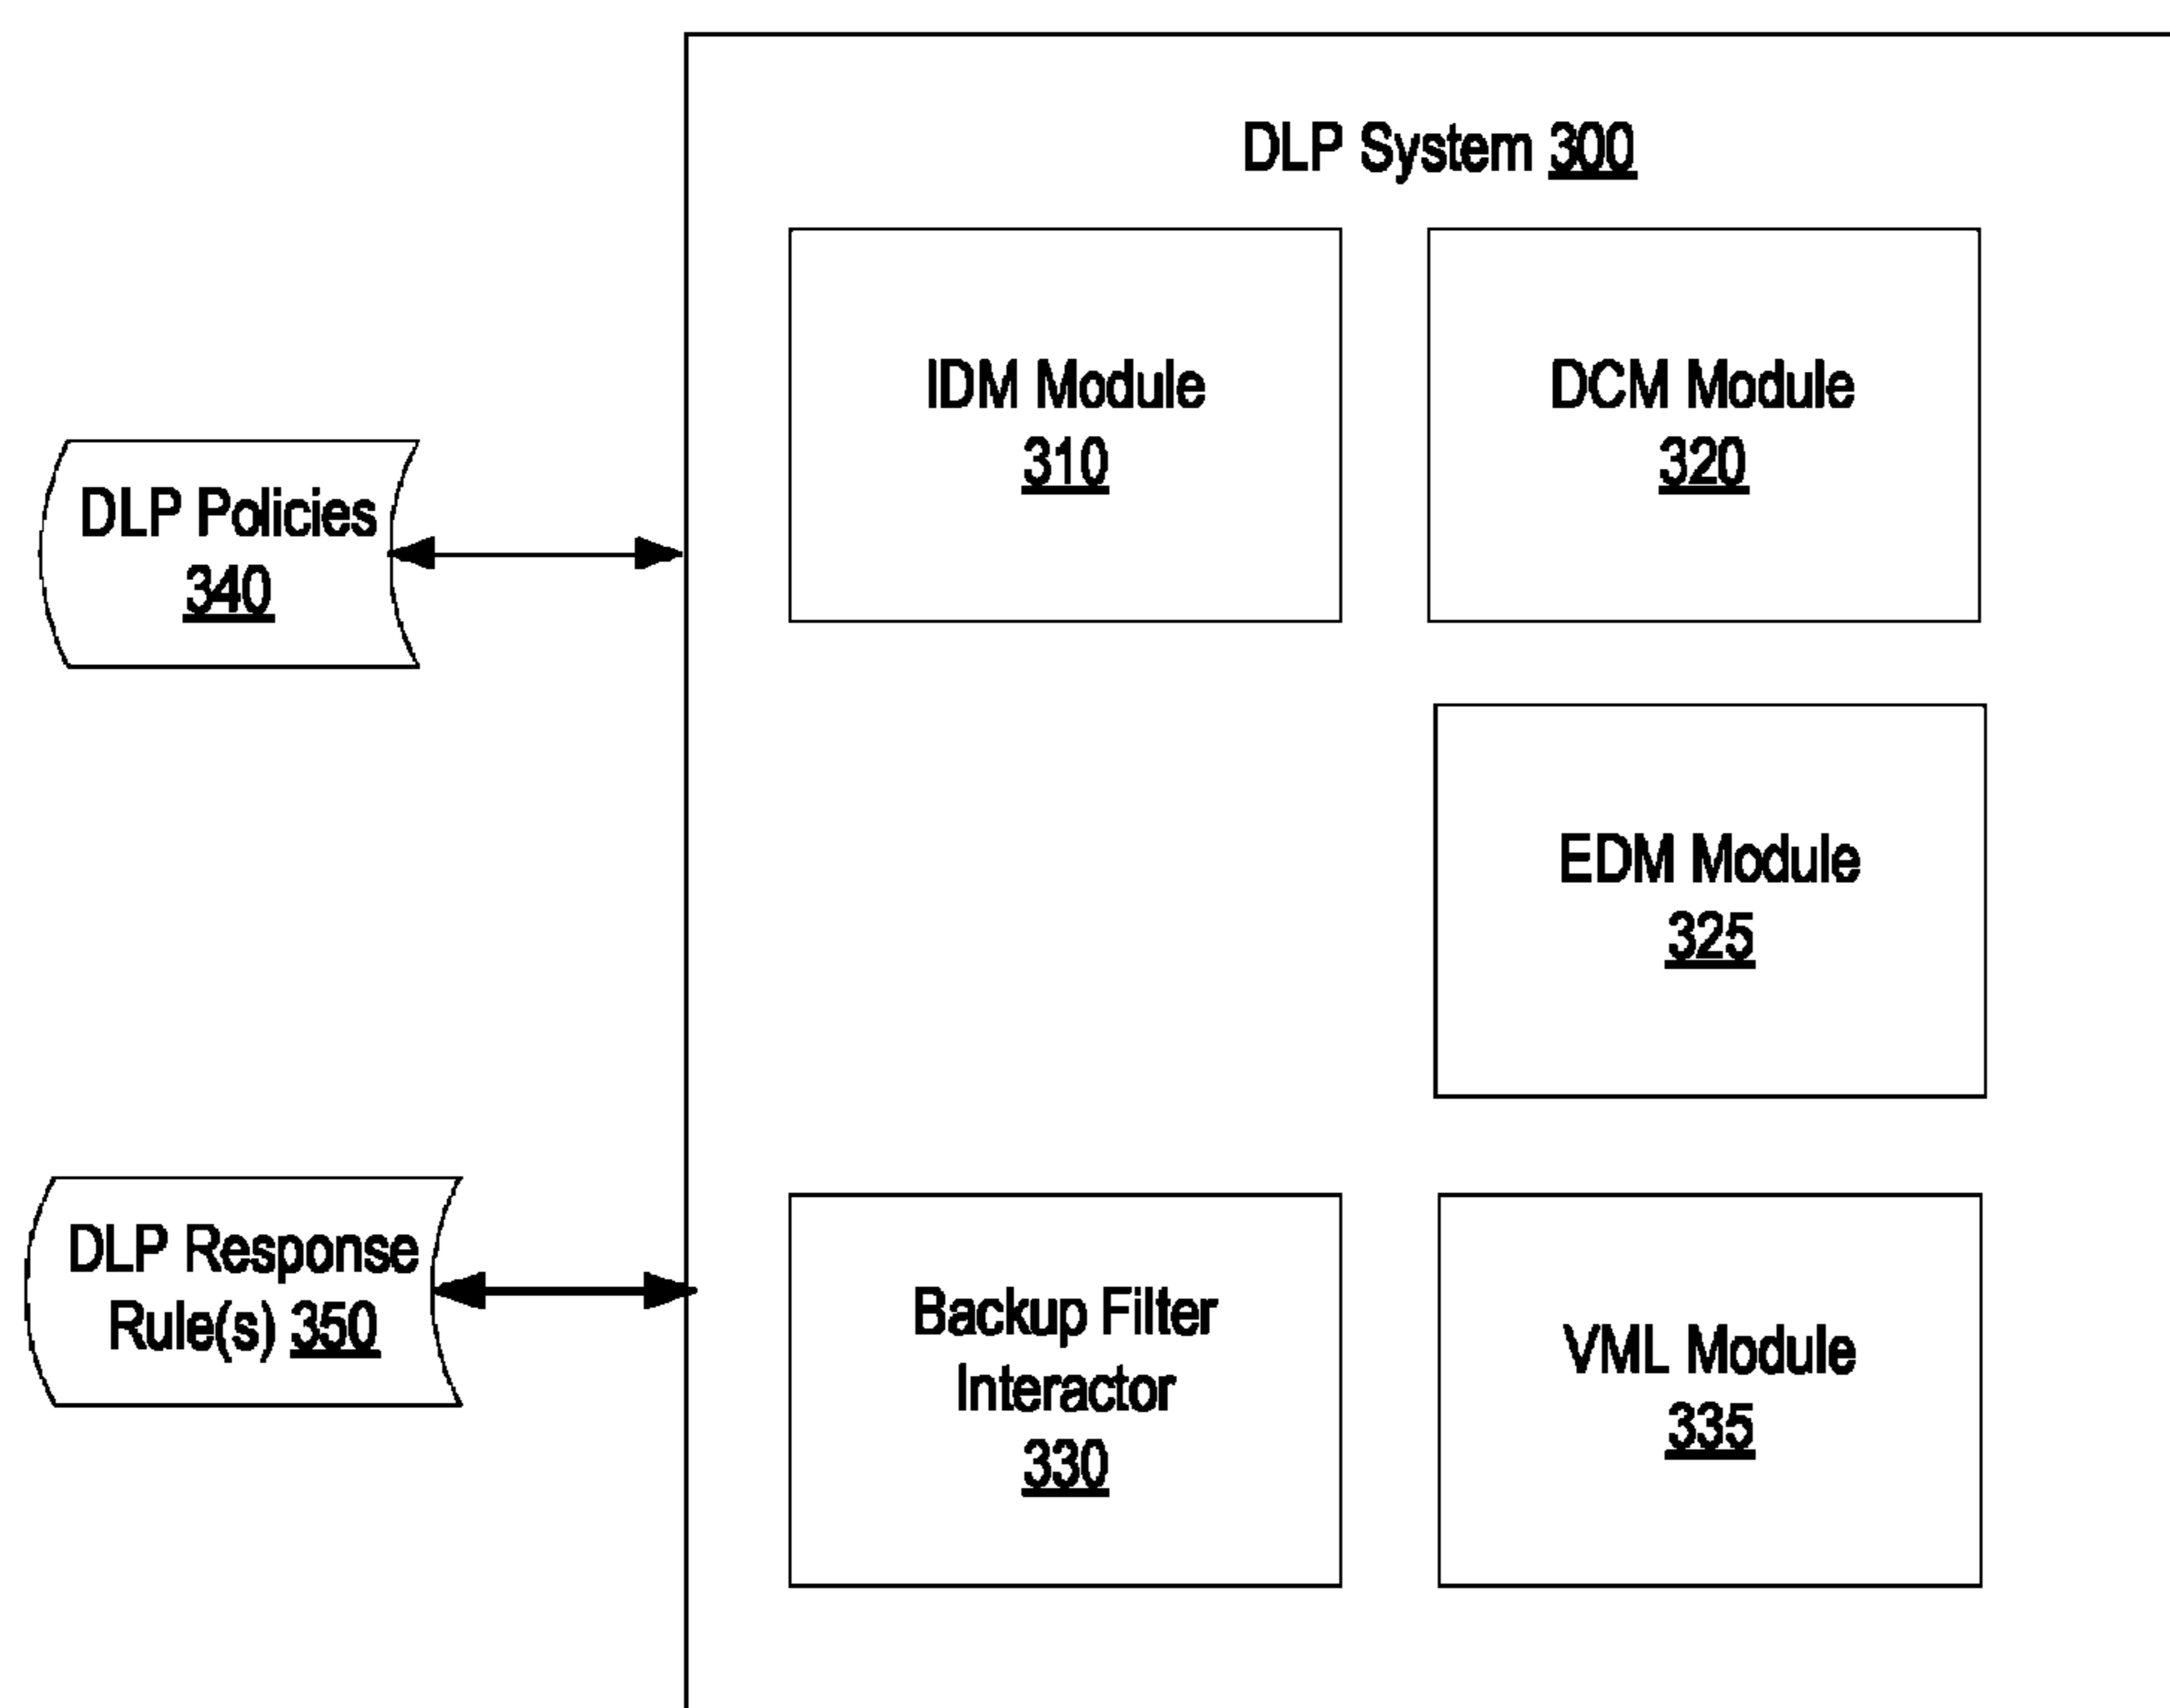 DLP System 300
IDM Module
310
DCM Module
320
DLP Policies
340
EDM Module
325
DLP Response
Rule(s) 350
Backup Filter
Interactor
330
VML Module
335